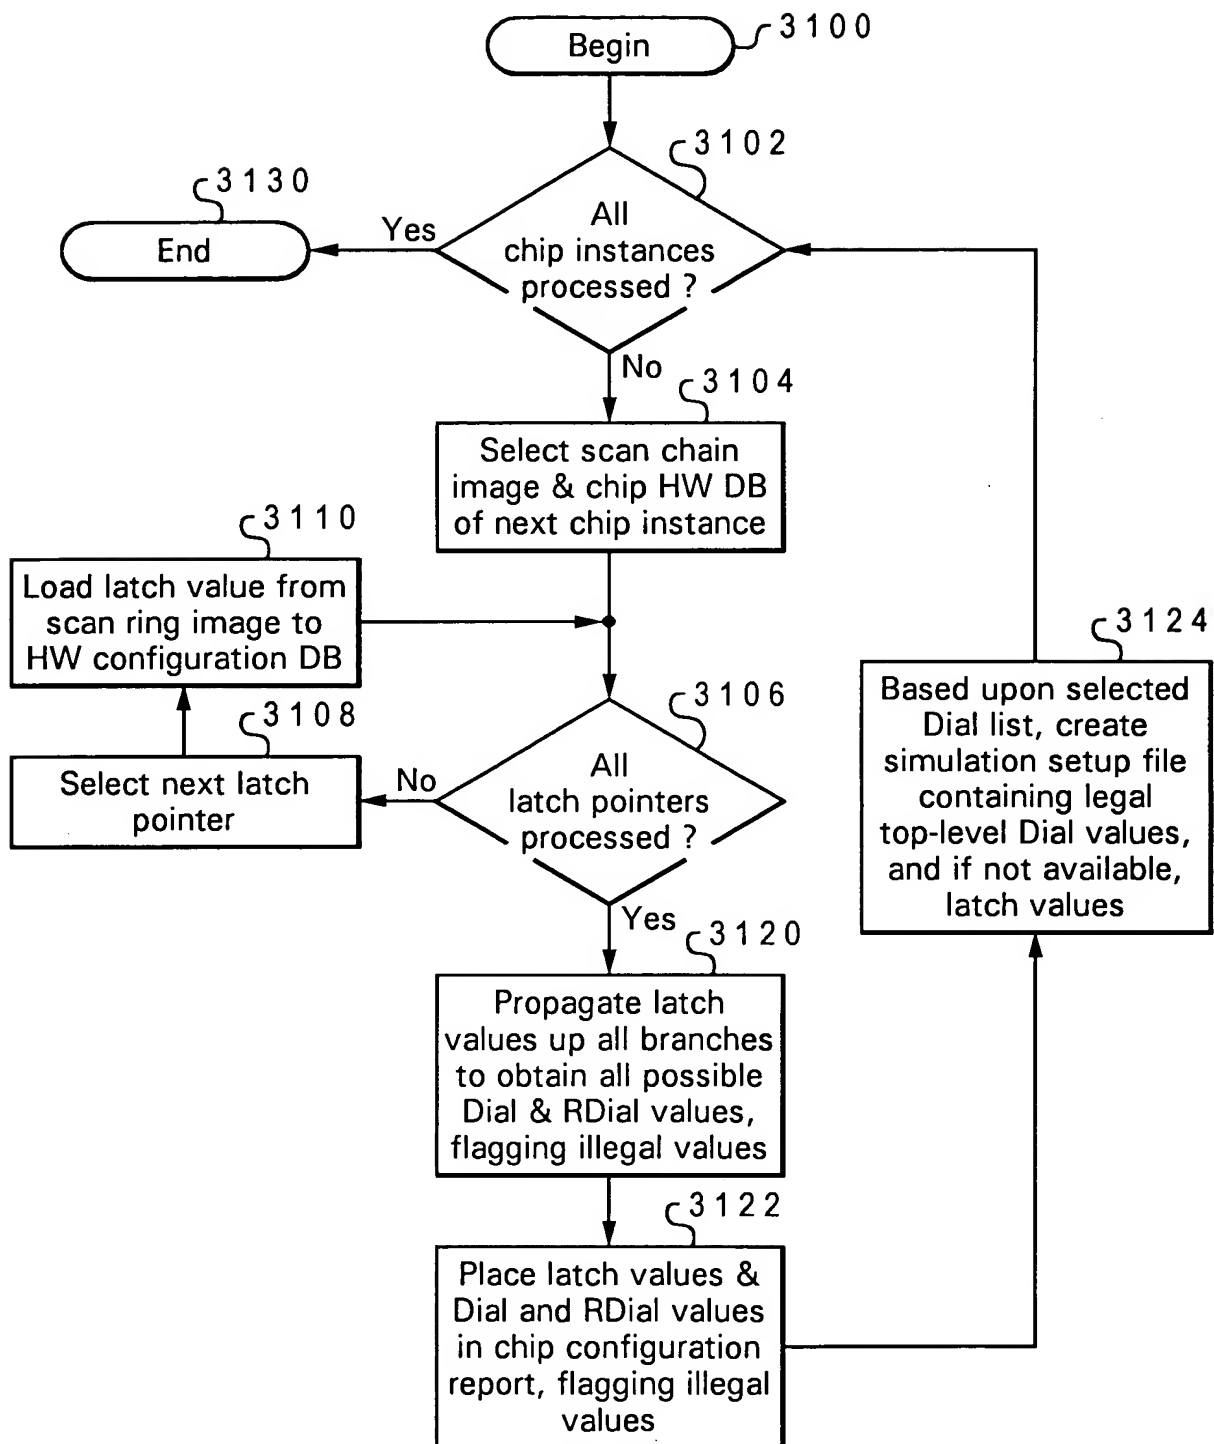 Begin
3100
3102
All
chip instances
processed ?
Yes
3130
End
No
3104
Select scan chain
image & chip HW DB
of next chip instance
3110
Load latch value from
scan ring image to
HW configuration DB
3108
Select next latch
pointer
3106
All
latch pointers
processed ?
No
Yes
3120
Propagate latch
values up all branches
to obtain all possible
Dial & RDial values,
flagging illegal values
3122
Place latch values &
Dial and RDial values
in chip configuration
report, flagging illegal
values
3124
Based upon selected
Dial list, create
simulation setup file
containing legal
top-level Dial values,
and if not available,
latch values